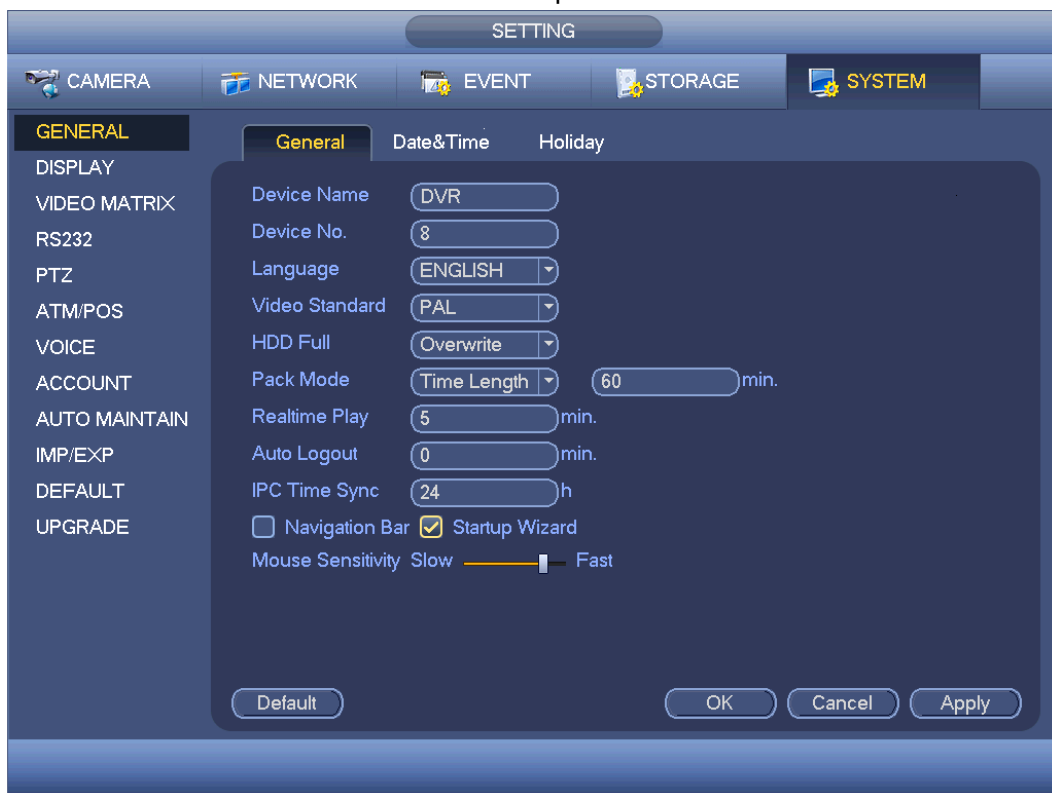 SETTING
CAMERA NETWORK EVENT STORAGE SYSTEM
GENERAL
DISPLAY
VIDEO MATRIX
RS232
PTZ
ATM/POS
VOICE
ACCOUNT
AUTO MAINTAIN
IMP/EXP
DEFAULT
UPGRADE
General Date&Time Holiday
Device Name DVR
Device No. 8
Language ENGLISH
Video Standard PAL
HDD Full Overwrite
Pack Mode Time Length 60 min.
Realtime Play 5 min.
Auto Logout 0 min.
IPC Time Sync 24 h
Navigation Bar Startup Wizard
Mouse Sensitivity Slow Fast
Default OK Cancel Apply